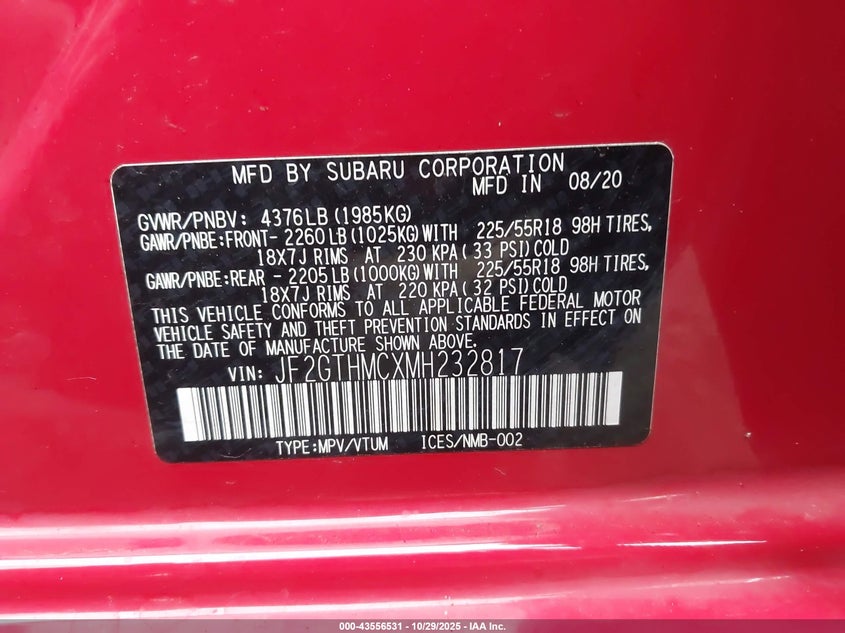 MFD BY SUBARU CORPORATION
MFD IN 08/20
GVWR/PNBV: 4376LB(1985KG)
GAWR/PNBE:FRONT- 2260LB(1025KG)WITH 225/55R18 98H TIRES,
18X7J RIMS AT 230 KPA(33 PSI)COLD
GAWR/PNBE:REAR - 2205LB(1000KG)WITH 225/55R18 98H TIRES,
18X7J RIMS AT 220 KPA(32 PSI)COLD
THIS VEHICLE CONFORMS TO ALL APPLICABLE FEDERAL MOTOR
VEHICLE SAFETY AND THEFT PREVENTION STANDARDS IN EFFECT ON
THE DATE OF MANUFACTURE SHOWN ABOVE.
VIN: JF2GTHMCXMH232817
TYPE:MPV/VTUM ICES/NMB-002
000-43556531 - 10/29/2025 - IAA Inc.